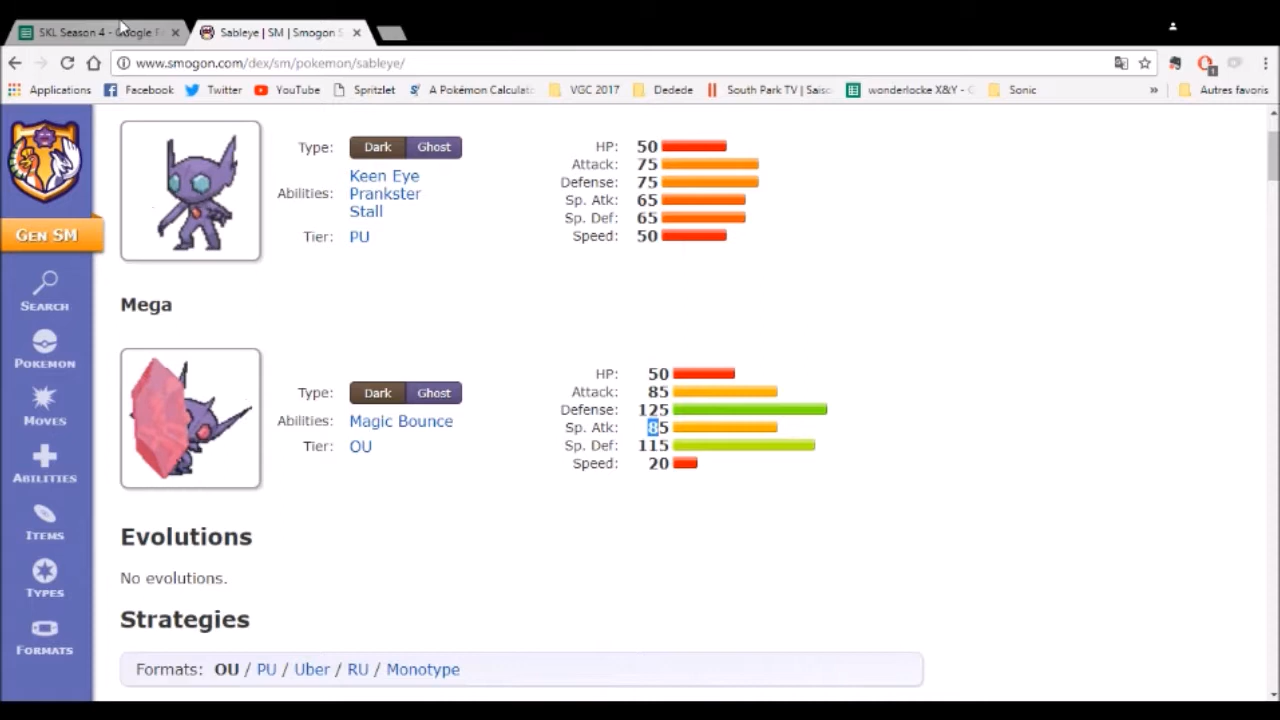 SKL Season 4 - Google F
Sableye | SM | Smogon S
www.smogon.com/dex/sm/pokemon/sableye/
Applications Facebook Twitter YouTube Spritzlet A Pokémon Calculato VGC 2017 Dedede South Park TV | Sais wonderlocke X&Y - G Sonic » Autres favoris
GEN SM
SEARCH
POKEMON
MOVES
ABILITIES
ITEMS
TYPES
FORMATS
Type: Dark Ghost
Abilities: Keen Eye
Prankster
Stall
Tier: PU
HP: 50
Attack: 75
Defense: 75
Sp. Atk: 65
Sp. Def: 65
Speed: 50
Mega
Type: Dark Ghost
Abilities: Magic Bounce
Tier: OU
HP: 50
Attack: 85
Defense: 125
Sp. Atk: 85
Sp. Def: 115
Speed: 20
Evolutions
No evolutions.
Strategies
Formats: OU / PU / Uber / RU / Monotype